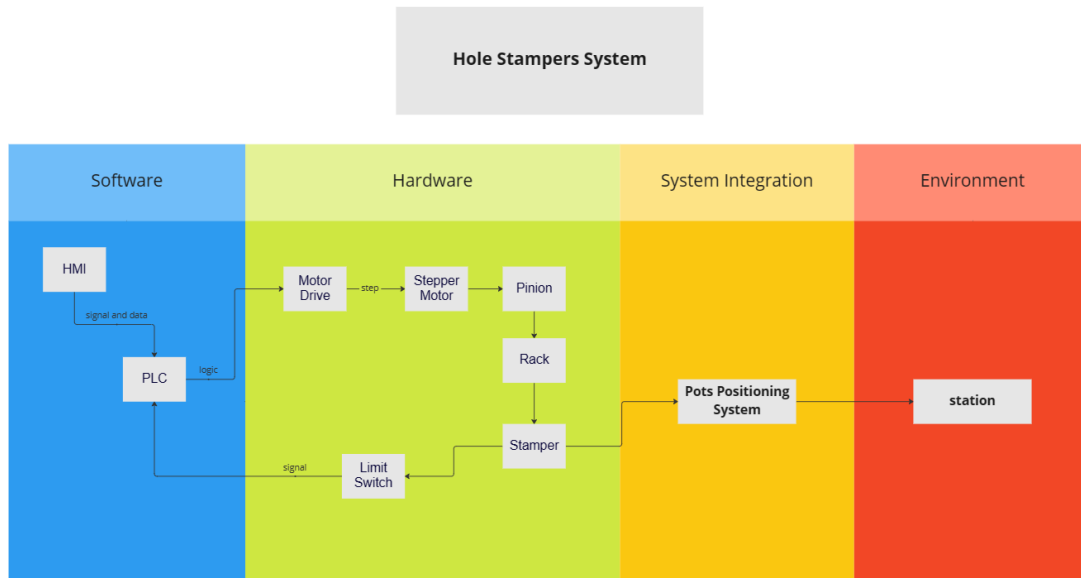 Hole Stampers System
Software
Hardware
System Integration
Environment
HMI
signal and data
PLC
logic
Motor
Drive
step
Stepper
Motor
Pinion
Rack
Stamper
Limit
Switch
signal
Pots Positioning
System
station